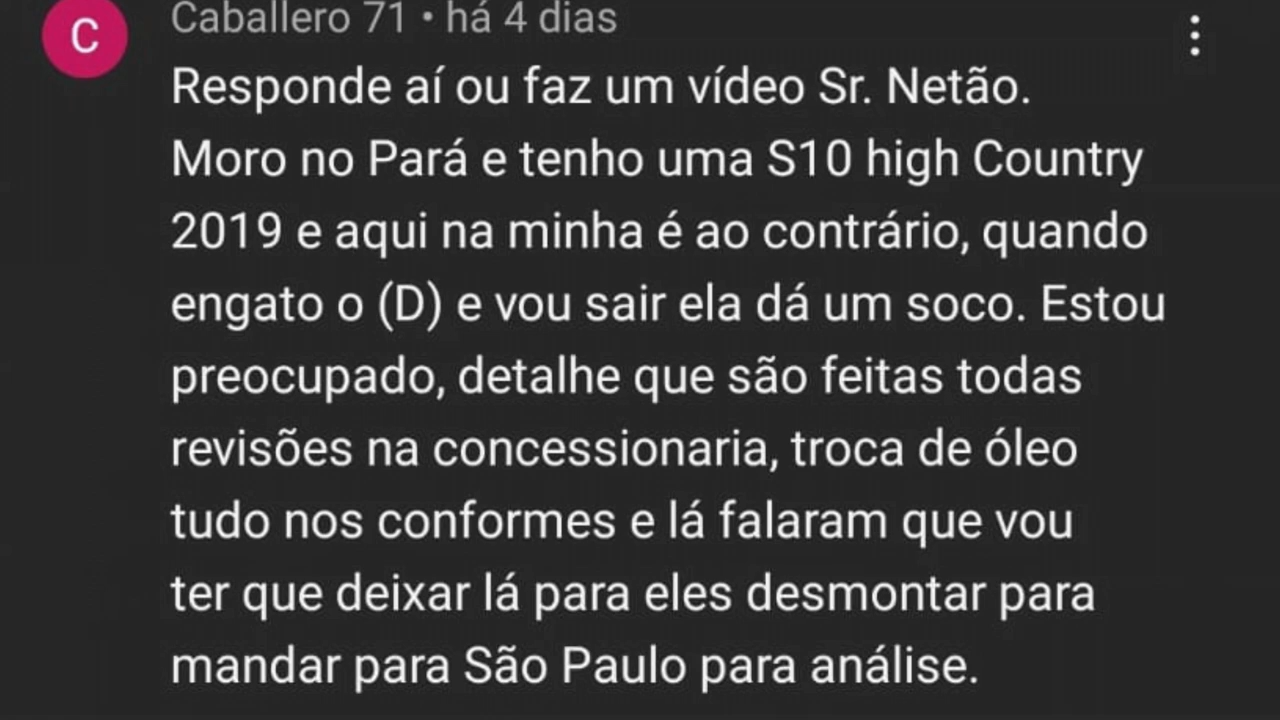 C
Caballero 71 • há 4 dias
Responde aí ou faz um vídeo Sr. Netão.
Moro no Pará e tenho uma S10 high Country
2019 e aqui na minha é ao contrário, quando
engato o (D) e vou sair ela dá um soco. Estou
preocupado, detalhe que são feitas todas
revisões na concessionaria, troca de óleo
tudo nos conformes e lá falaram que vou
ter que deixar lá para eles desmontar para
mandar para São Paulo para análise.